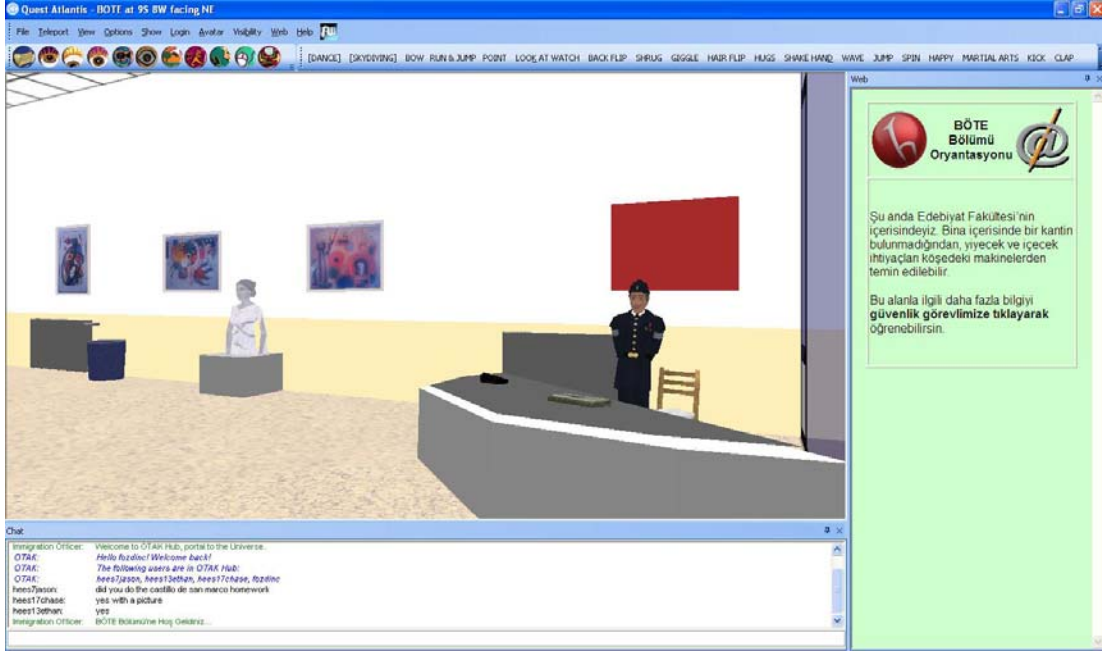 Quest Atlantis - BOTE at 9S 8W facing NE
File Teleport View Options Show Login Avatar Visibility Web Help
[DANCE] [SKYDIVING] BOW RUN & JUMP POINT LOOK AT WATCH BACK FLIP SHRUG GIGGLE HAIR FLIP HUGS SHAKE HAND WAVE JUMP SPIN HAPPY MARTIAL ARTS KICK CLAP
Web
BÖTE
Bölümü
Oryantasyonu
Şu anda Edebiyat Fakültesi'nin
içerisindeyiz. Bina içerisinde bir kantin
bulunmadığından, yiyecek ve içecek
ihtiyaçları köşedeki makinelerden
temin edilebilir.
Bu alanla ilgili daha fazla bilgiyi
güvenlik görevlimize tıklayarak
öğrenebilirsin.
Chat
Immigration Officer: Welcome to OTAK Hub, portal to the Universe.
OTAK: Hello fozdinc! Welcome back!
OTAK: The following users are in OTAK Hub:
OTAK: hees7jason, hees13ethan, hees17chase, fozdinc
hees7jason: did you do the castillo de san marco homework
hees17chase: yes with a picture
hees13ethan: yes
Immigration Officer: BÖTE Bölümü'ne Hoş Geldiniz...